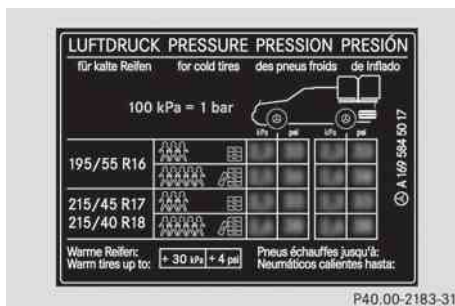 LUFTDRUCK PRESSURE PRESSION PRESIÓN
für kalte Reifen for cold tires des pneus froids de Inflado
100 kPa = 1 bar
kPa psi kPa psi
195/55 R16
215/45 R17
215/40 R18
Warme Reifen: Pneus échauffes jusqu'à:
Warm tires up to: + 30 kPa + 4 psi Neumáticos calientes hasta:
A 169 584 50 17
P40.00-2183-31